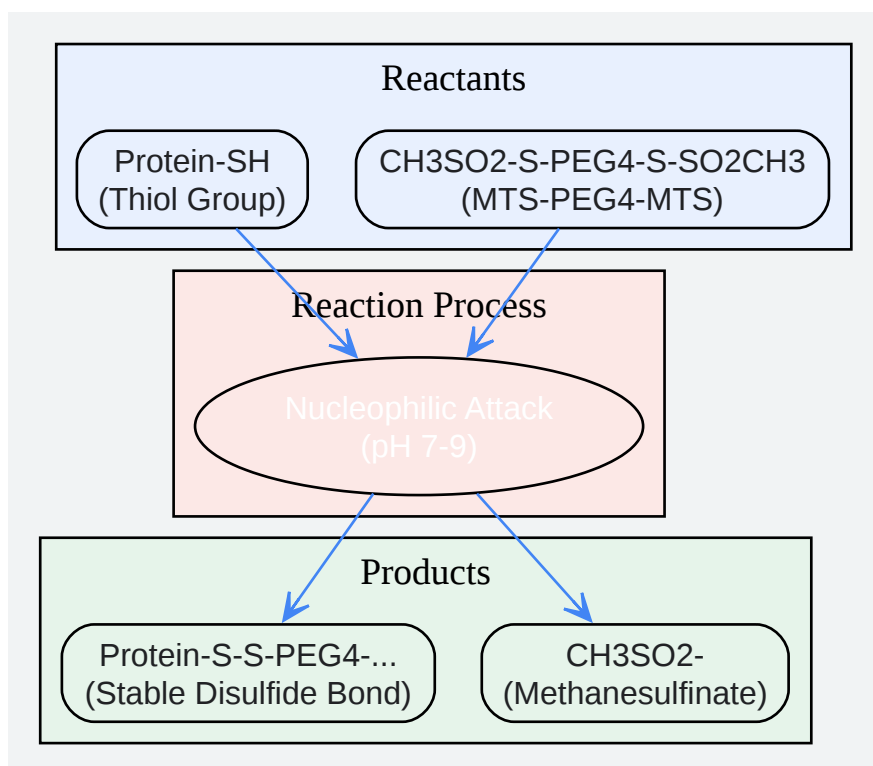 Reactants
Protein-SH
(Thiol Group)
CH3SO2-S-PEG4-S-SO2CH3
(MTS-PEG4-MTS)
Reaction Process
Nucleophilic Attack
(pH 7-9)
Products
Protein-S-S-PEG4-...
(Stable Disulfide Bond)
CH3SO2-
(Methanesulfinate)